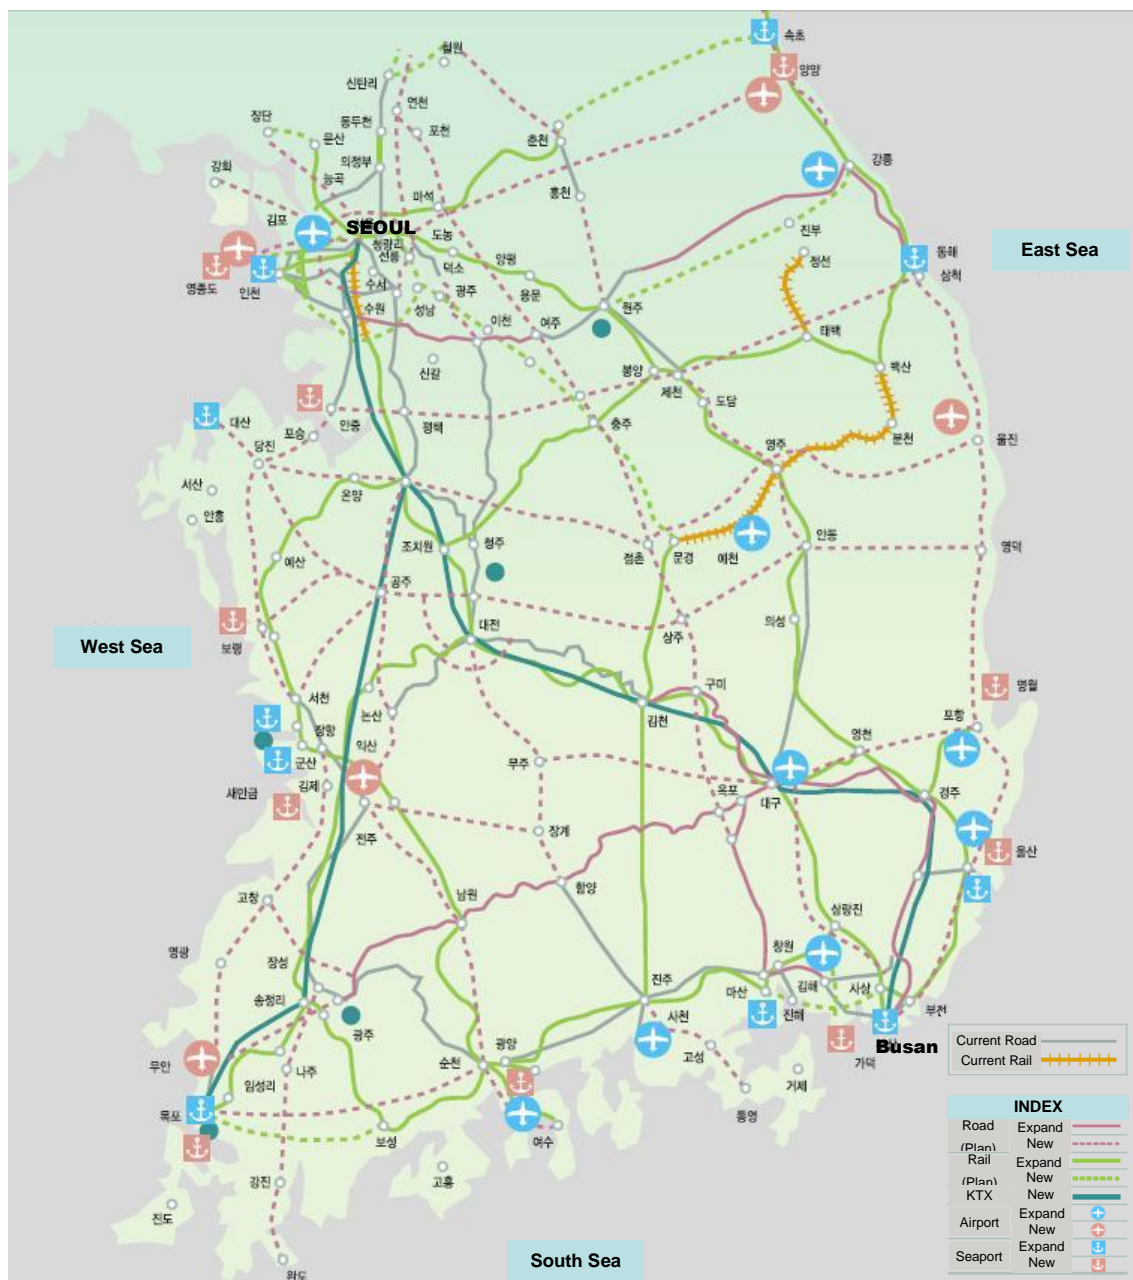 속초
양양
철원
신탄리
연천
장단
문산
동두천
포천
춘천
강릉
의정부
강화
능곡
마석
홍천
김포
SEOUL
도농
진부
East Sea
청량리
선릉
덕소
양평
정선
동해
삼척
영종도
인천
수서
수원
성남
광주
용문
이천
여주
원주
태백
신갈
봉양
제천
백산
도담
대산
안중
평택
충주
포승
당진
영주
분천
울진
서산
온양
안흥
조치원
청주
점촌
문경
예천
안동
영덕
예산
공주
대전
상주
의성
West Sea
보령
서천
논산
구미
김천
영월
포항
장항
군산
익산
영천
무주
새만금
김제
옥포
대구
경주
전주
장계
울산
고창
남원
함양
삼랑진
영광
장성
창원
송정리
진주
마산
김해
사상
진해
부전
광주
사천
Busan
가덕
Current Road
Current Rail
무안
나주
순천
광양
고성
임성리
거제
목포
통영
보성
여수
강진
고흥
진도
완도
South Sea
INDEX
Road
(Plan)
Expand
New
Rail
(Plan)
Expand
New
KTX
New
Airport
Expand
New
Seaport
Expand
New